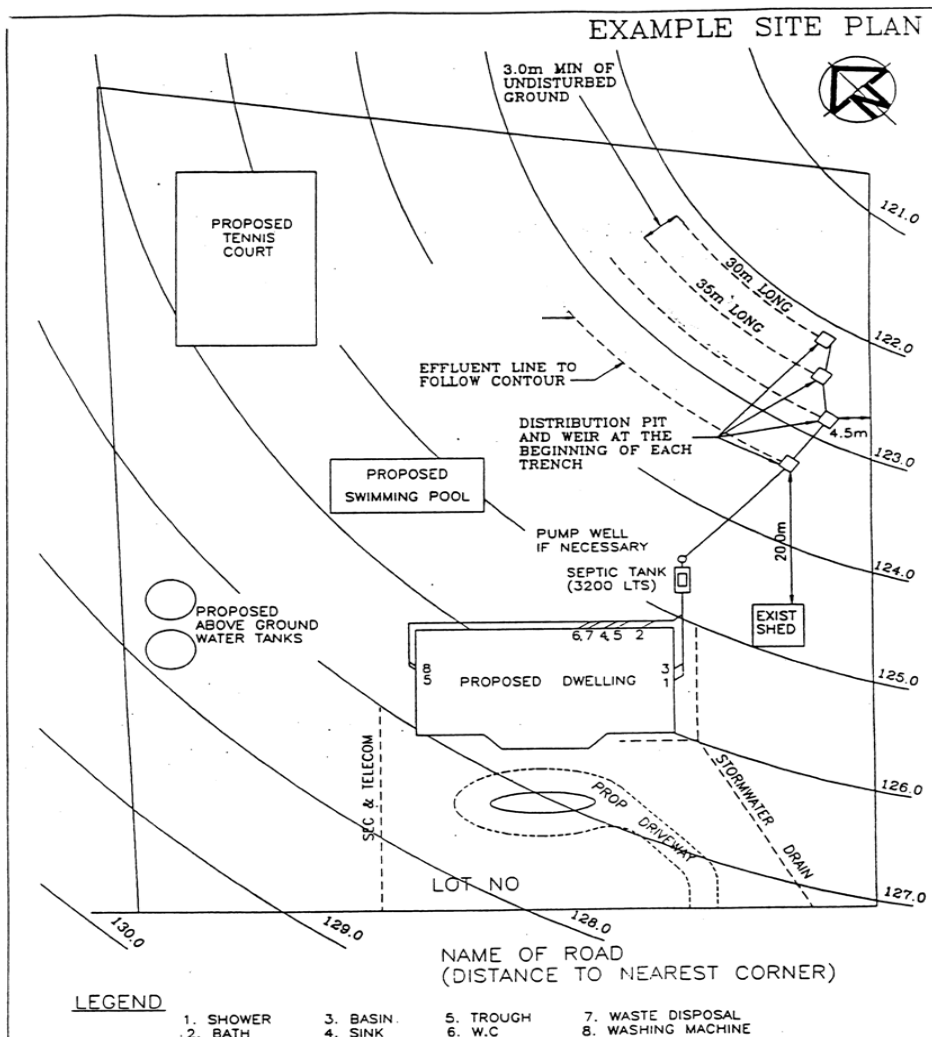 EXAMPLE SITE PLAN
3.0m MIN OF
UNDISTURBED
GROUND
N
PROPOSED
TENNIS
COURT
121.0
30m LONG
35m LONG
122.0
EFFLUENT LINE TO
FOLLOW CONTOUR
DISTRIBUTION PIT
AND WEIR AT THE
BEGINNING OF EACH
TRENCH
4.5m
123.0
PROPOSED
SWIMMING POOL
PUMP WELL
IF NECESSARY
20.0m
SEPTIC TANK
(3200 LTS)
124.0
PROPOSED
ABOVE GROUND
WATER TANKS
EXIST
SHED
6,7 4,5 2
8
5
PROPOSED DWELLING
3
1
125.0
SEC & TELECOM
PROP
DRIVEWAY
STORMWATER
DRAIN
126.0
LOT NO
127.0
130.0
129.0
128.0
NAME OF ROAD
(DISTANCE TO NEAREST CORNER)
LEGEND
1. SHOWER 3. BASIN. 5. TROUGH 7. WASTE DISPOSAL
2. BATH 4. SINK 6. W.C 8. WASHING MACHINE